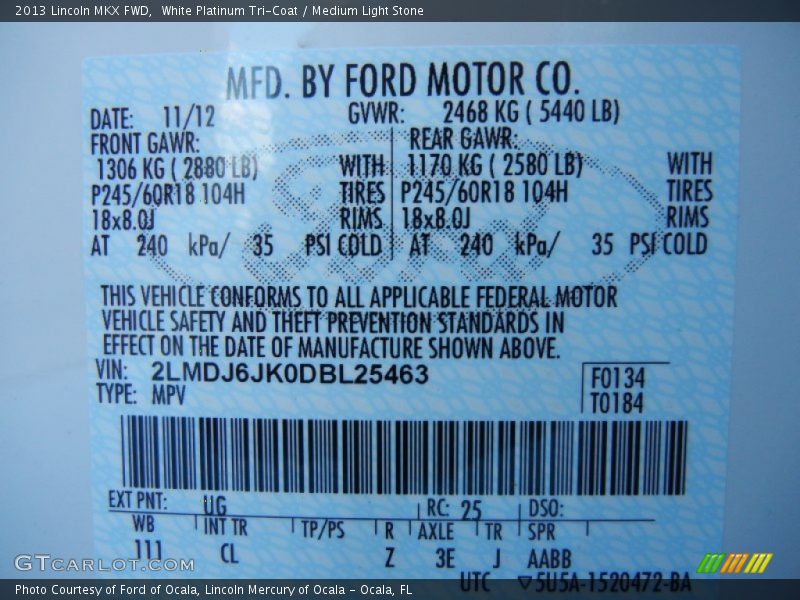 2013 Lincoln MKX FWD,  White Platinum Tri-Coat / Medium Light Stone
MFD. BY FORD MOTOR CO.
DATE: 11/12 GVWR: 2468 KG ( 5440 LB)
FRONT GAWR: REAR GAWR:
1306 KG ( 2880 LB) WITH 1170 KG ( 2580 LB) WITH
P245/60R18 104H TIRES P245/60R18 104H TIRES
18x8.0J RIMS 18x8.0J RIMS
AT 240 kPa/ 35 PSI COLD AT 240 kPa/ 35 PSI COLD
THIS VEHICLE CONFORMS TO ALL APPLICABLE FEDERAL MOTOR
VEHICLE SAFETY AND THEFT PREVENTION STANDARDS IN
EFFECT ON THE DATE OF MANUFACTURE SHOWN ABOVE.
VIN: 2LMDJ6JK0DBL25463 F0134
TYPE: MPV T0184
EXT PNT: UG RC: 25 DSO:
WB INT TR TP/PS R AXLE TR SPR
111 CL Z 3E J AABB
UTC ▽5U5A-1520472-BA
GTCARLOT.COM
Photo Courtesy of Ford of Ocala, Lincoln Mercury of Ocala - Ocala, FL